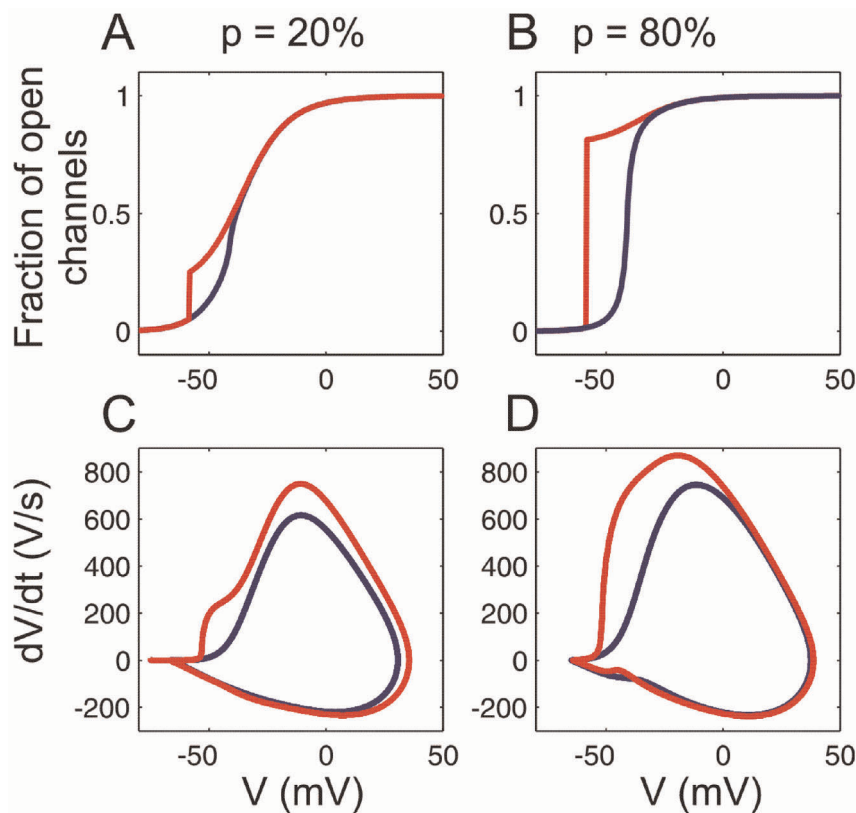 A p = 20% B p = 80%
Fraction of open
channels
1 1
0.5 0.5
0 0
-50 0 50 -50 0 50
C D
dV/dt (V/s)
800 800
600 600
400 400
200 200
0 0
-200 -200
-50 0 50 -50 0 50
V (mV) V (mV)